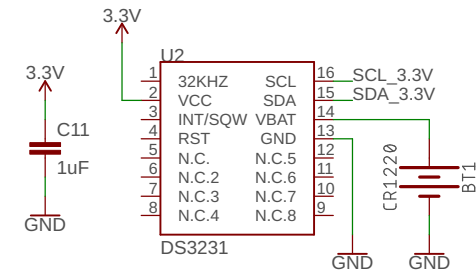 3.3V
U2
3.3V
C11
1uF
GND
1 32KHZ SCL 16 SCL_3.3V
2 VCC SDA 15 SDA_3.3V
3 INT/SQW VBAT 14
4 RST GND 13
5 N.C. N.C.5 12
6 N.C.2 N.C.6 11
7 N.C.3 N.C.7 10
8 N.C.4 N.C.8 9
DS3231
CR1220
BT1
GND
GND